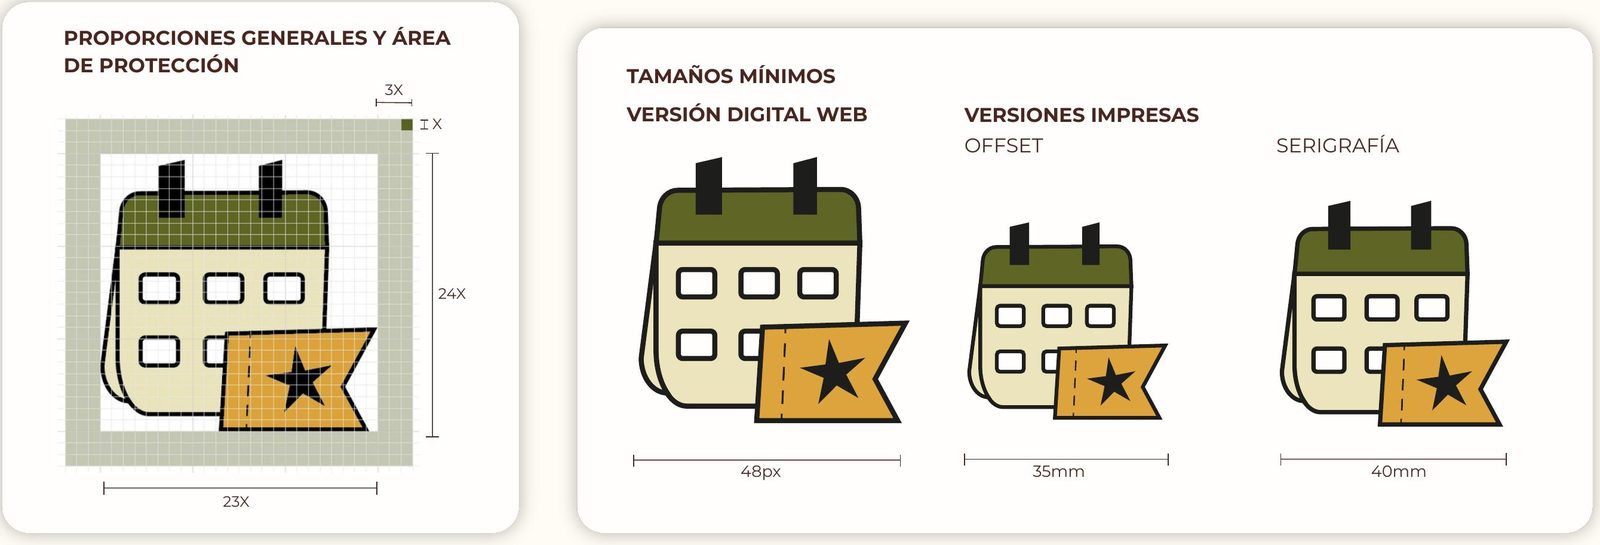 PROPORCIONES GENERALES Y ÁREA
DE PROTECCIÓN
3X
X
24X
23X
TAMAÑOS MÍNIMOS
VERSIÓN DIGITAL WEB
48px
VERSIONES IMPRESAS
OFFSET
35mm
SERIGRAFÍA
40mm